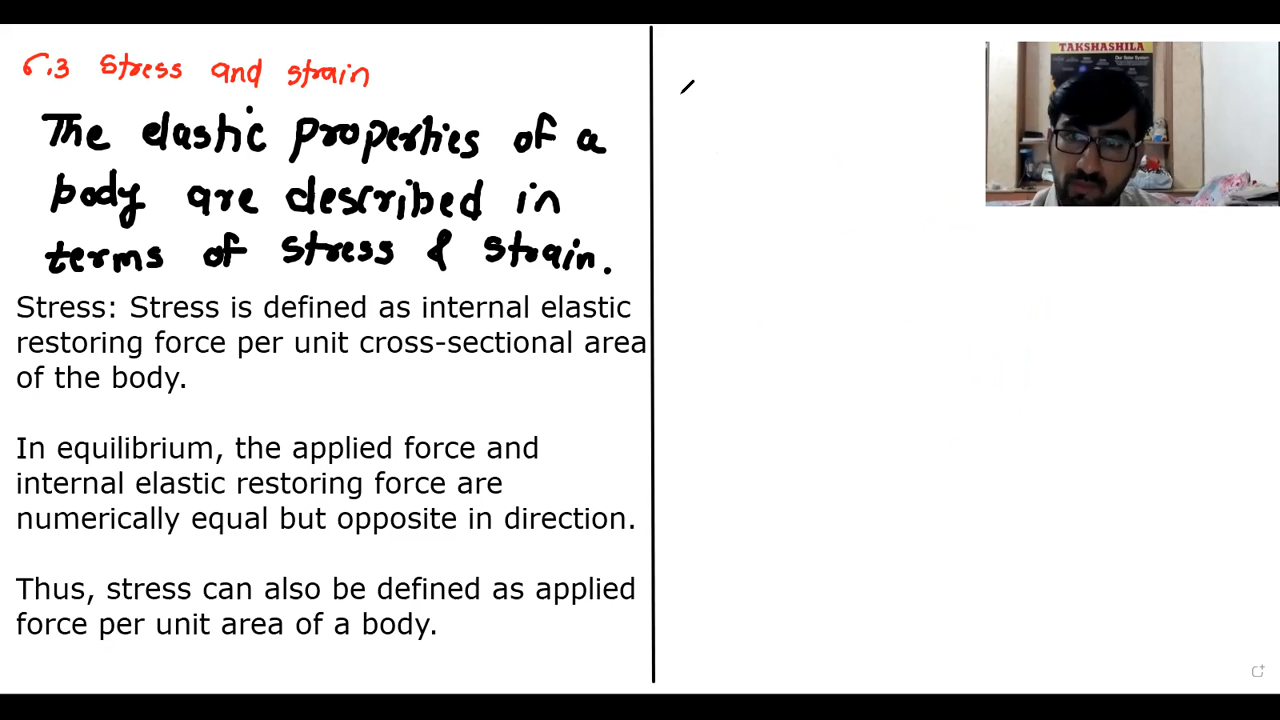 6.3 Stress and strain
The elastic properties of a
body are described in
terms of stress & strain.
Stress: Stress is defined as internal elastic
restoring force per unit cross-sectional area
of the body.
In equilibrium, the applied force and
internal elastic restoring force are
numerically equal but opposite in direction.
Thus, stress can also be defined as applied
force per unit area of a body.
TAKSHASHILA